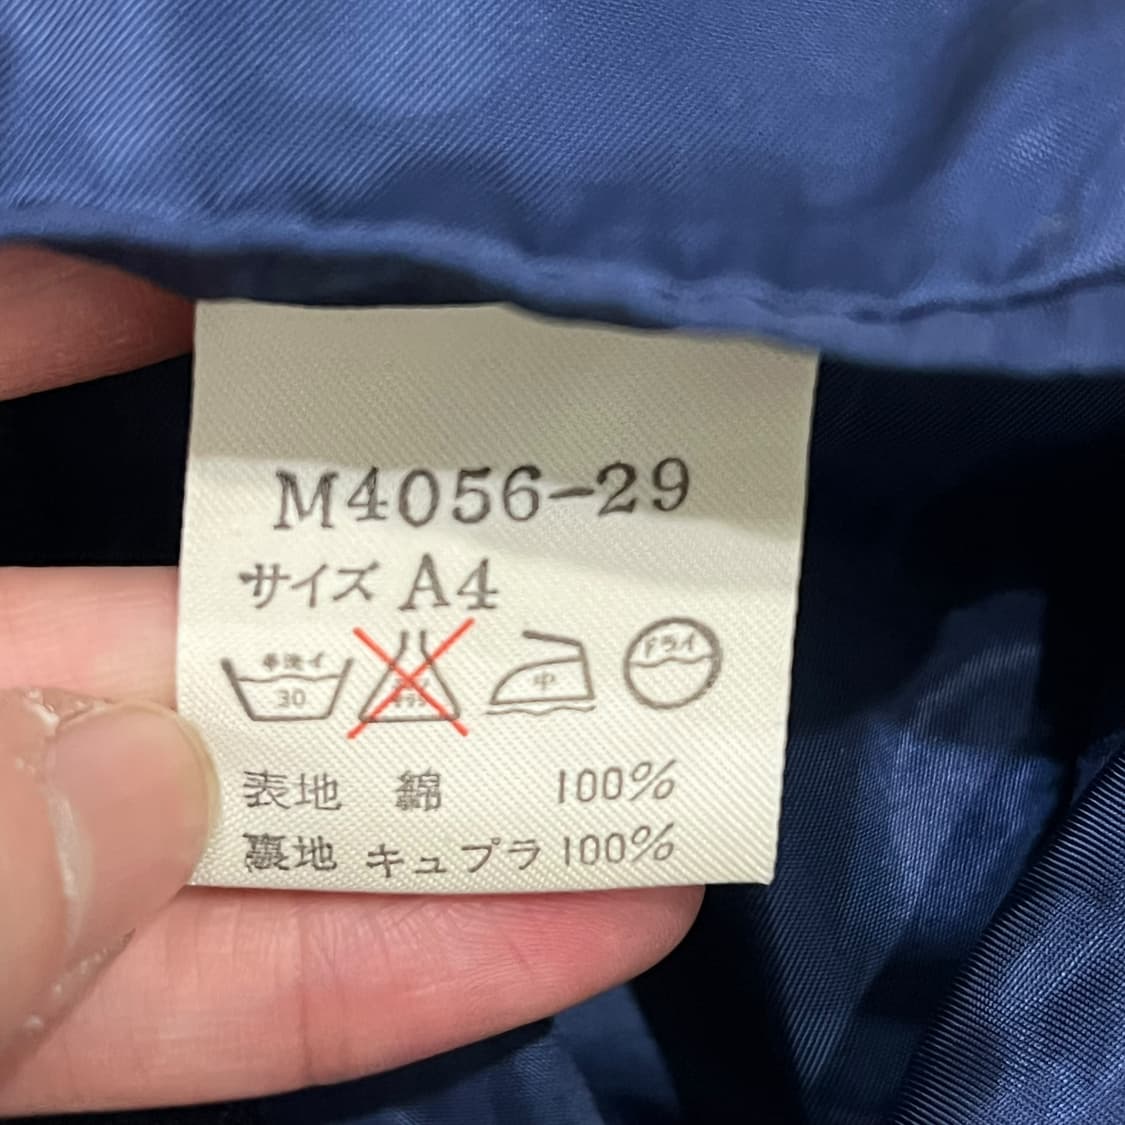 M4056-29
サイズ A4
手洗イ 30 中 ドライ
表地 綿 100%
裏地 キュプラ 100%